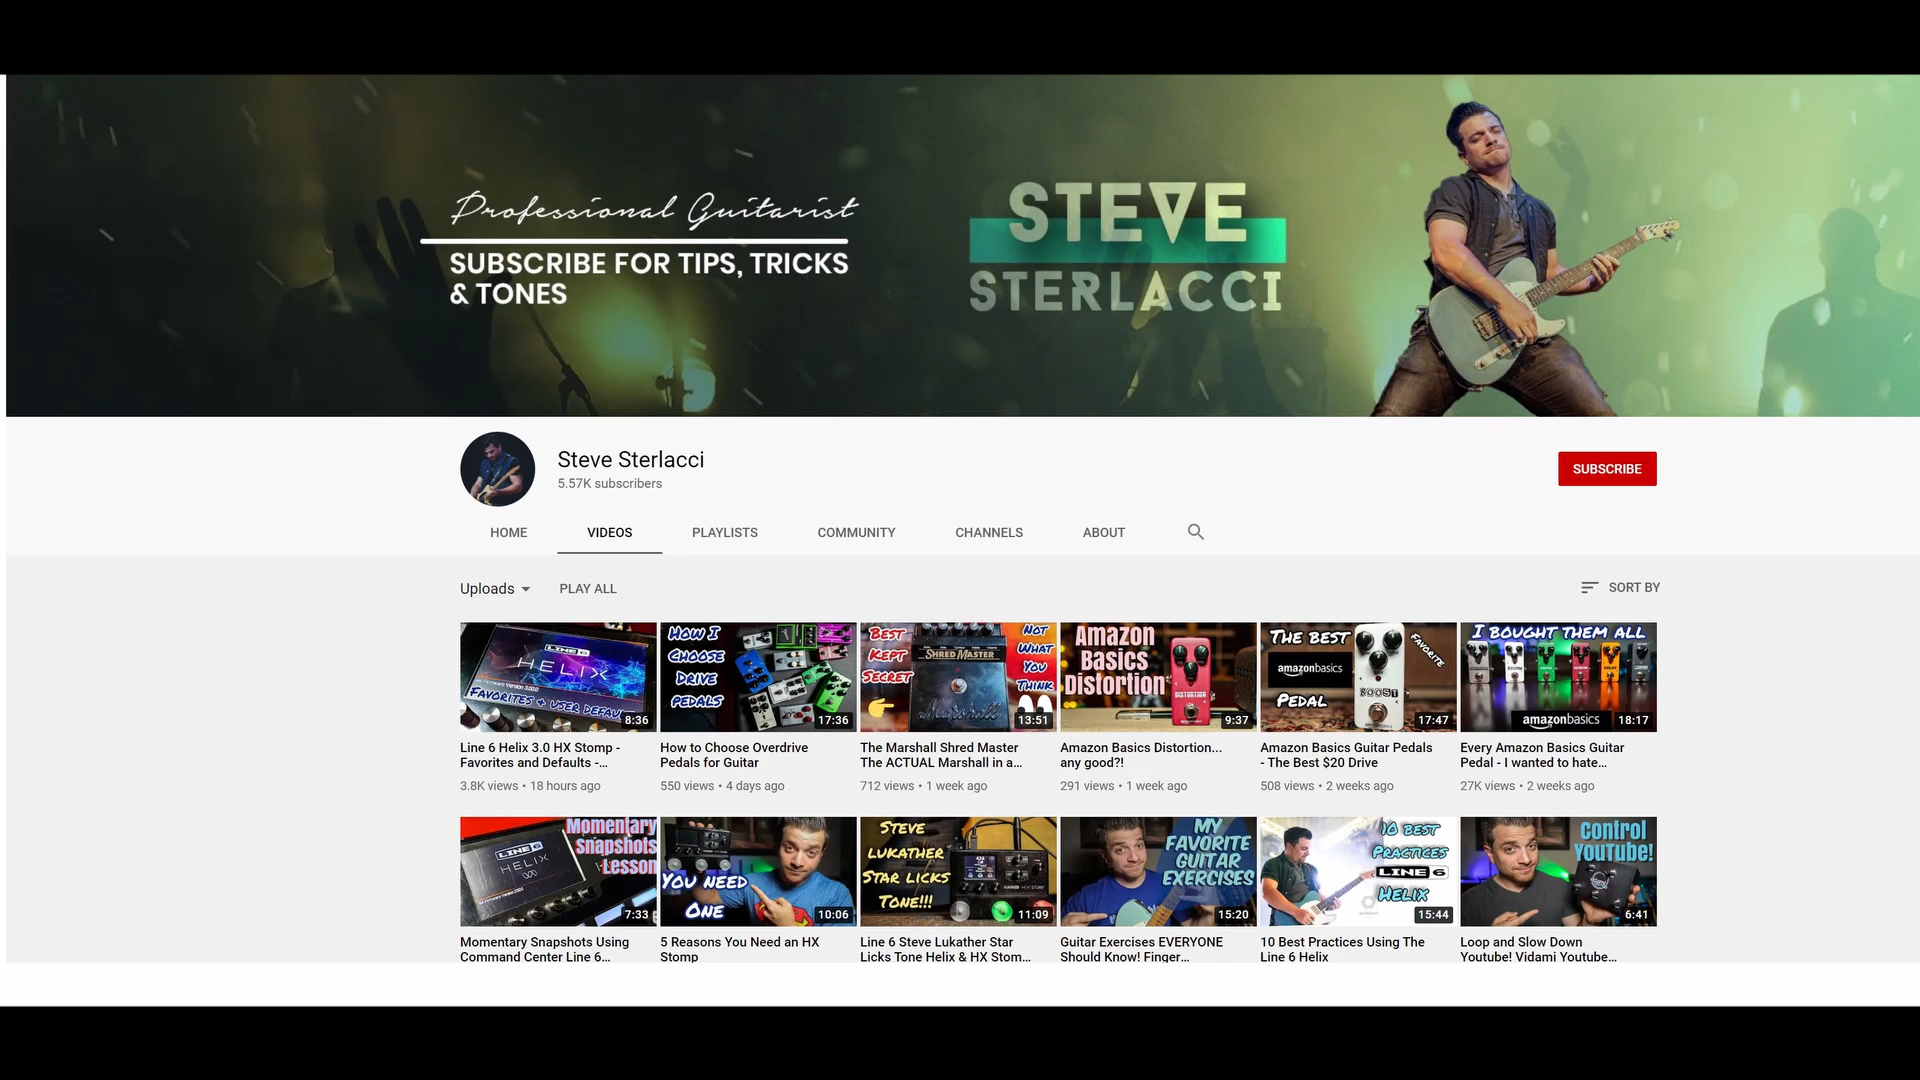 Professional Guitarist
SUBSCRIBE FOR TIPS, TRICKS
& TONES
STEVE
STERLACCI
Steve Sterlacci
5.57K subscribers
SUBSCRIBE
HOME VIDEOS PLAYLISTS COMMUNITY CHANNELS ABOUT
Uploads PLAY ALL SORT BY
LINE 6
HELIX
FAVORITES & USER DEFAU
8:36
HOW I
CHOOSE
DRIVE
PEDALS
17:36
BEST
KEPT
SECRET
NOT
WHAT
YOU
THINK
SHRED MASTER
Marshall
13:51
Amazon
Basics
Distortion
DISTORTION
9:37
THE BEST
amazonbasics
PEDAL
FAVORITE
BOOST
17:47
I BOUGHT THEM ALL
amazonbasics
18:17
Line 6 Helix 3.0 HX Stomp -
Favorites and Defaults -...
3.8K views • 18 hours ago
How to Choose Overdrive
Pedals for Guitar
550 views • 4 days ago
The Marshall Shred Master
The ACTUAL Marshall in a...
712 views • 1 week ago
Amazon Basics Distortion...
any good?!
291 views • 1 week ago
Amazon Basics Guitar Pedals
- The Best $20 Drive
508 views • 2 weeks ago
Every Amazon Basics Guitar
Pedal - I wanted to hate...
27K views • 2 weeks ago
Momentary
snapshots
Lesson
LINE 6
HELIX
7:33
YOU NEED
ONE
10:06
STEVE
LUKATHER
STAR LICKS
TONE!!!
11:09
MY
FAVORITE
GUITAR
EXERCISES
15:20
10 BEST
PRACTICES
LINE 6
HELIX
15:44
control
YouTube!
6:41
Momentary Snapshots Using
Command Center Line 6...
5 Reasons You Need an HX
Stomp
Line 6 Steve Lukather Star
Licks Tone Helix & HX Stom...
Guitar Exercises EVERYONE
Should Know! Finger...
10 Best Practices Using The
Line 6 Helix
Loop and Slow Down
Youtube! Vidami Youtube...